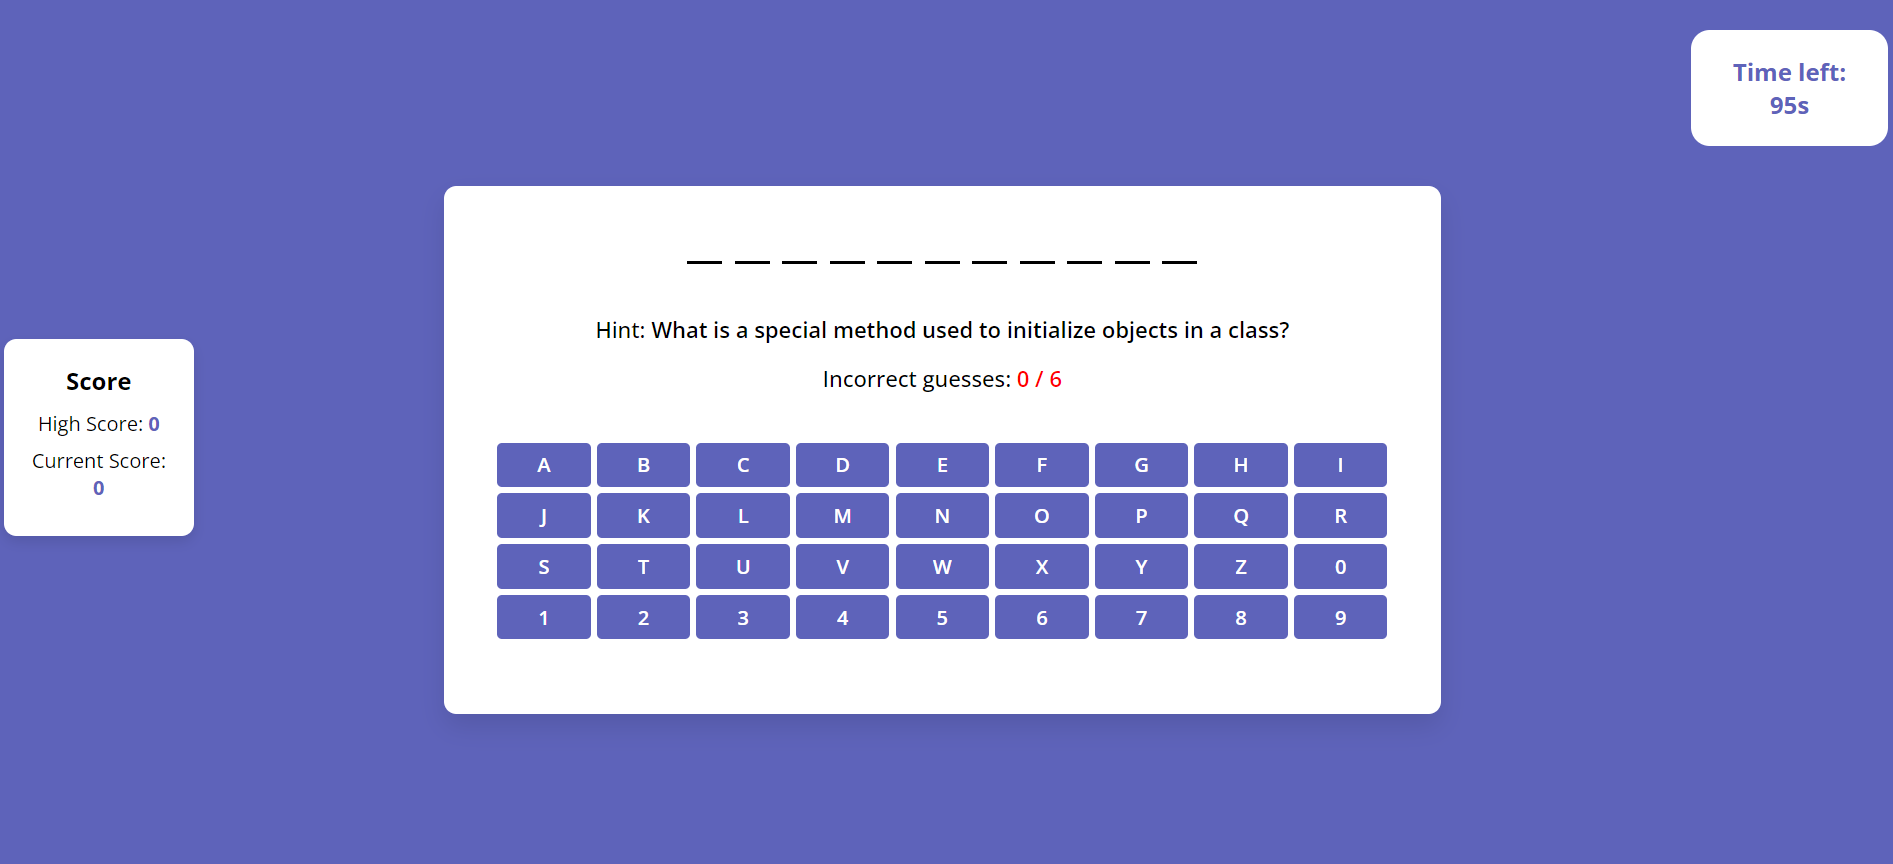 Time left:
95s
Hint: What is a special method used to initialize objects in a class?
Incorrect guesses: 0 / 6
Score
High Score: 0
Current Score:
0
A B C D E F G H I
J K L M N O P Q R
S T U V W X Y Z 0
1 2 3 4 5 6 7 8 9